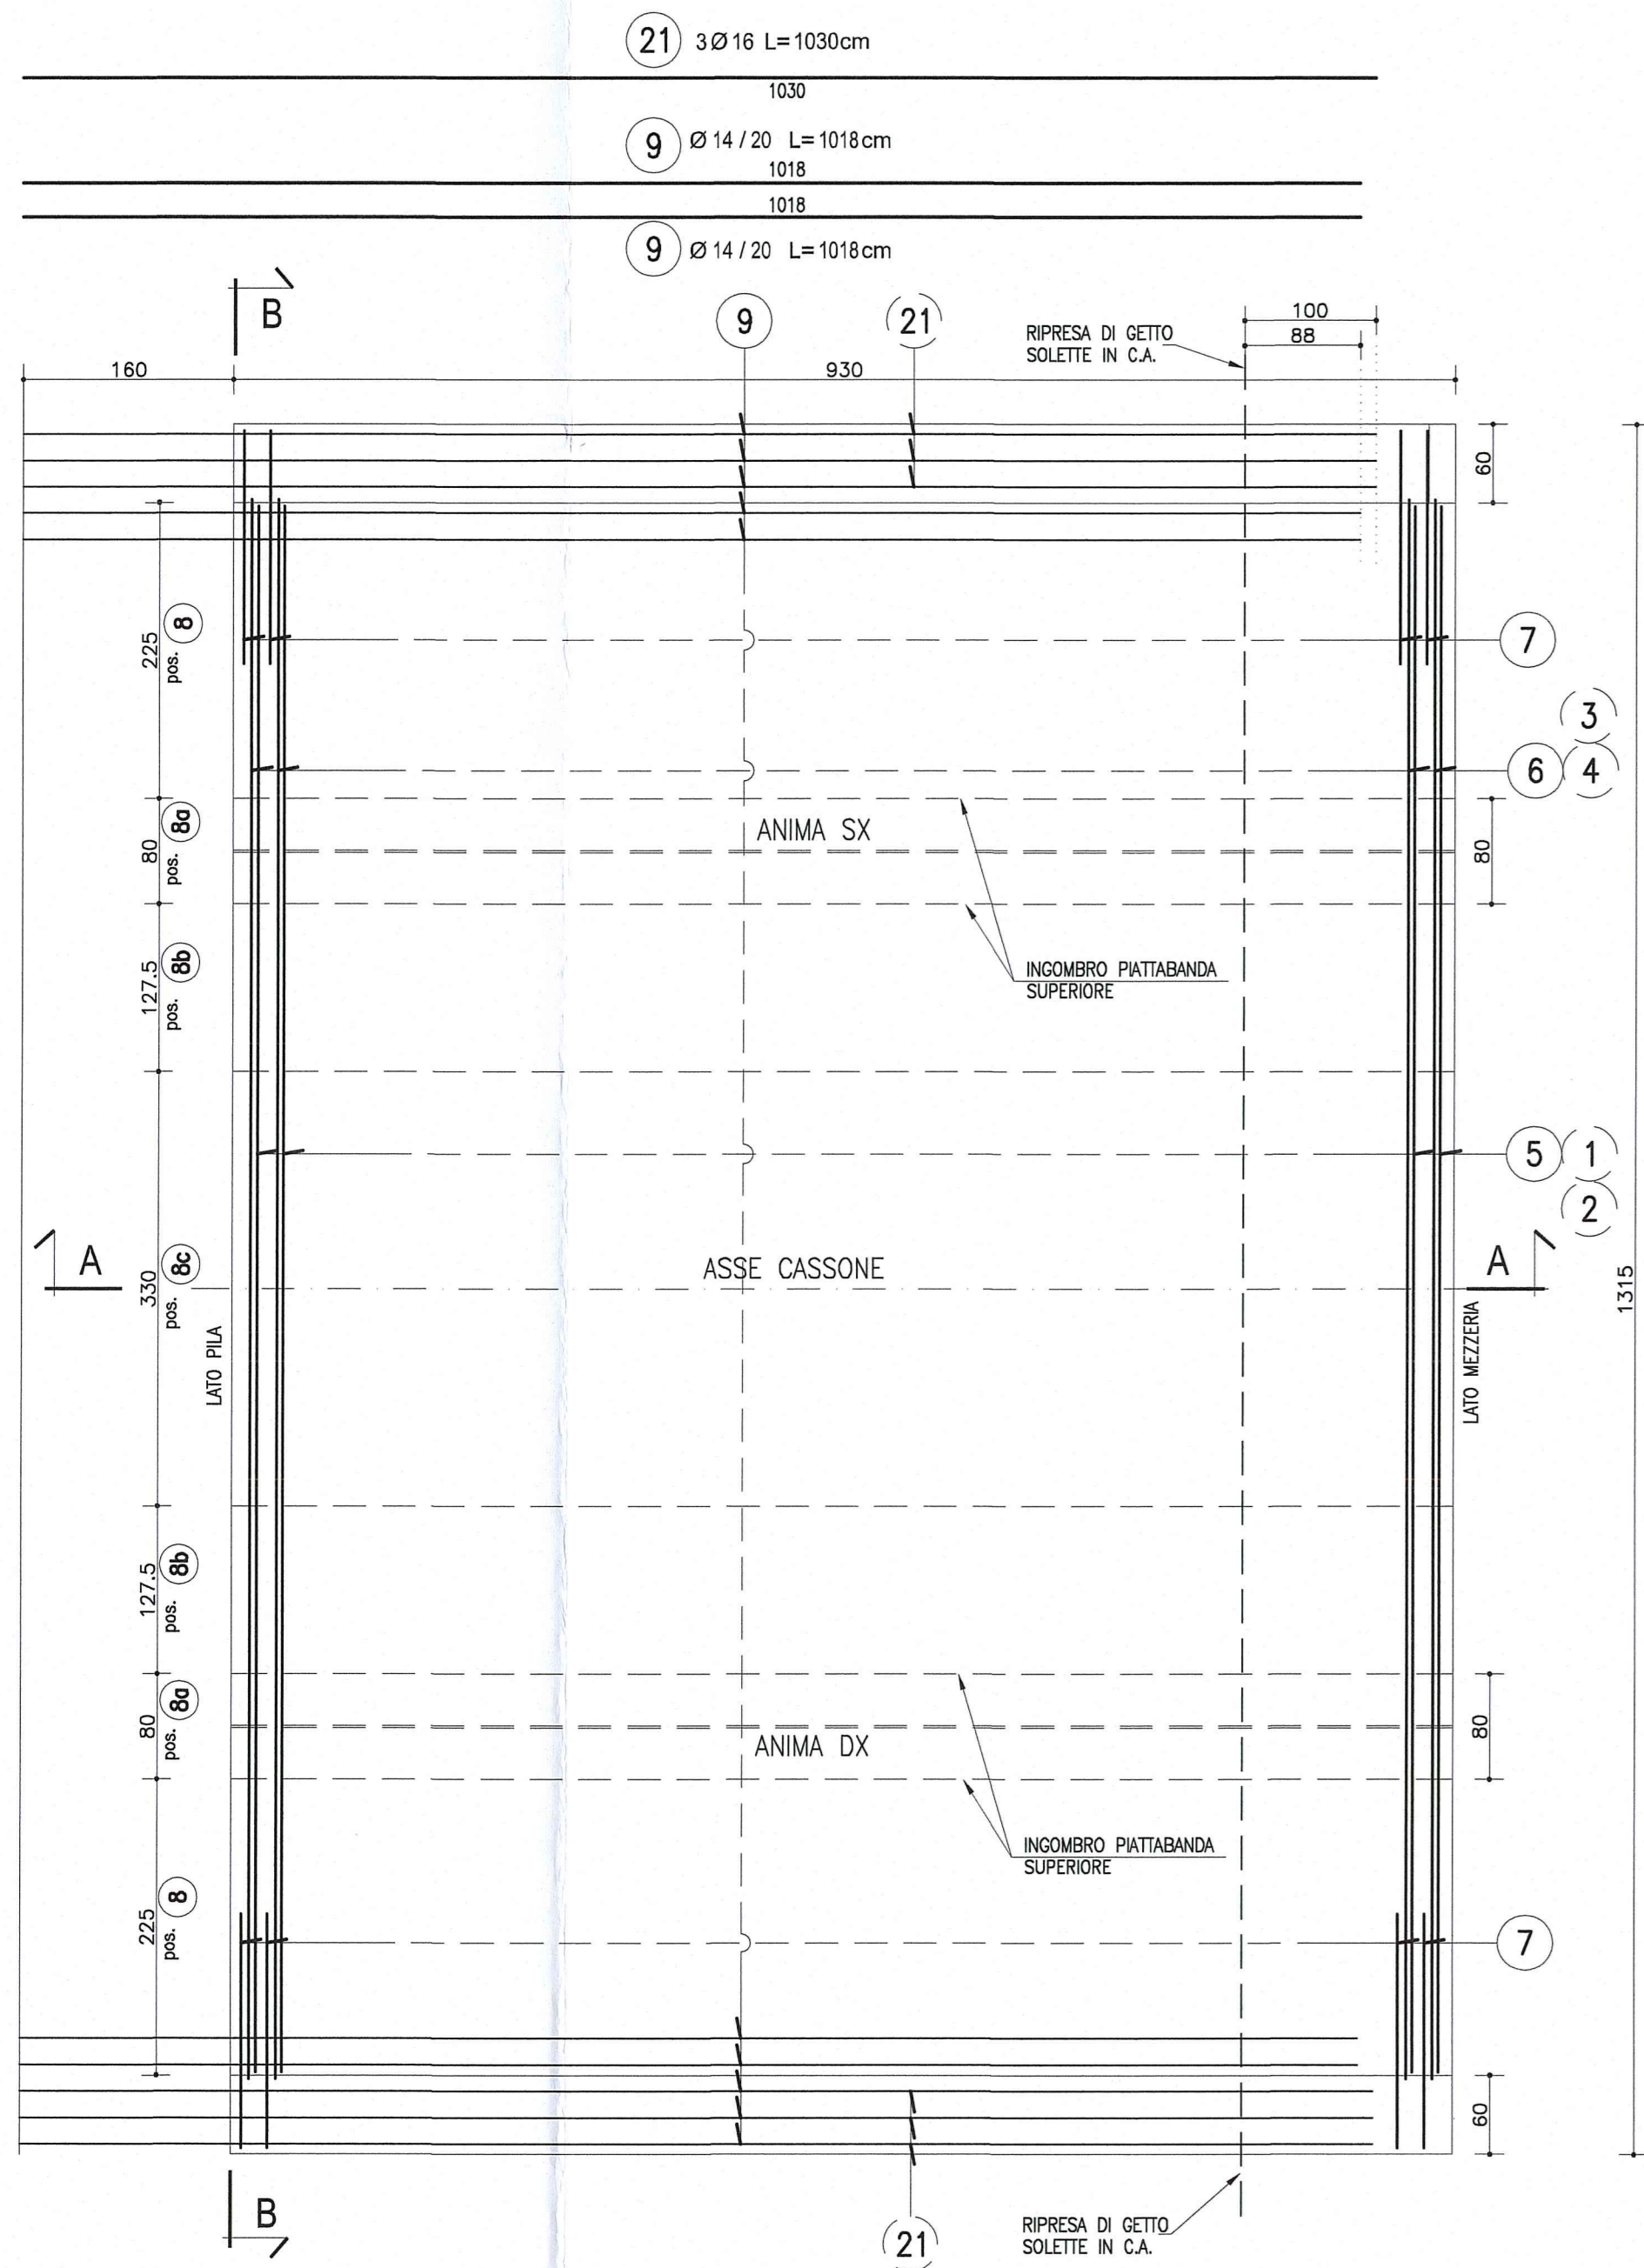 21 3Ø16 L=1030cm
1030
9 Ø 14 / 20 L=1018cm
1018
1018
9 Ø 14 / 20 L=1018cm
B
9
21
RIPRESA DI GETTO
SOLETTE IN C.A.
100
88
160
930
60
225
pos. 8
7
3
6 4
80
pos. 8a
ANIMA SX
80
127.5
pos. 8b
INGOMBRO PIATTABANDA
SUPERIORE
5 1
2
A
330
pos. 8c
ASSE CASSONE
A
1315
LATO PILA
LATO MEZZERIA
127.5
pos. 8b
80
pos. 8a
ANIMA DX
80
INGOMBRO PIATTABANDA
SUPERIORE
225
pos. 8
7
60
B
21
RIPRESA DI GETTO
SOLETTE IN C.A.